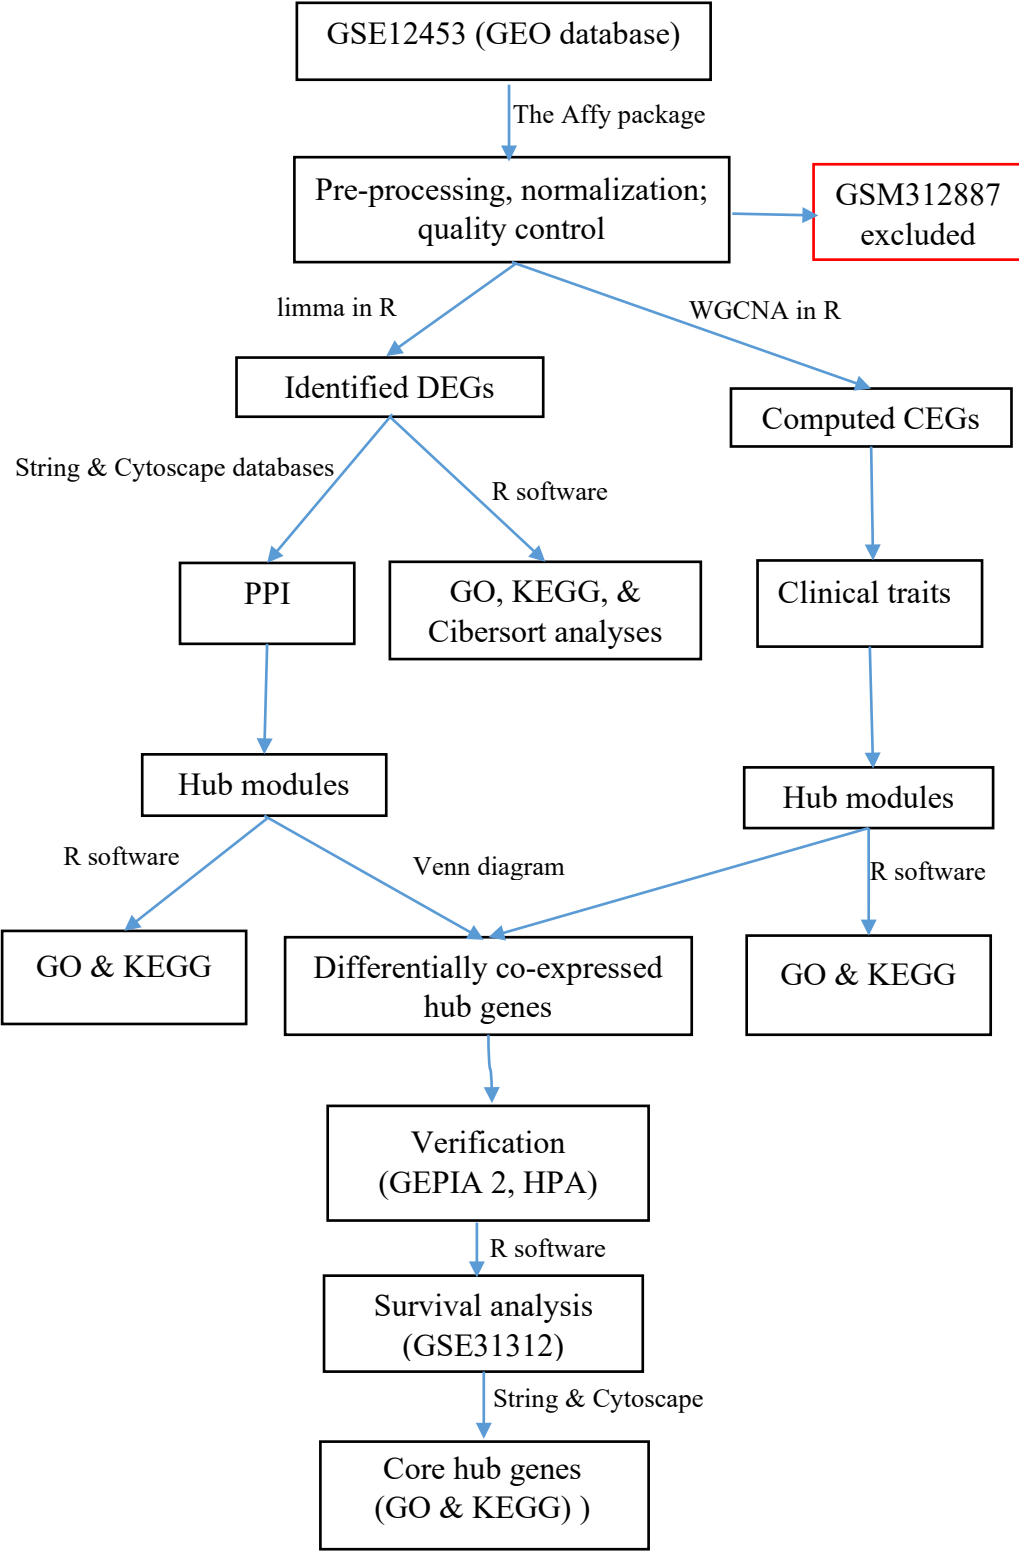 GSE12453 (GEO database)
The Affy package
Pre-processing, normalization;
quality control
GSM312887
excluded
limma in R
WGCNA in R
Identified DEGs
Computed CEGs
String & Cytoscape databases
R software
PPI
GO, KEGG, &
Cibersort analyses
Clinical traits
Hub modules
Hub modules
R software
Venn diagram
R software
GO & KEGG
Differentially co-expressed
hub genes
GO & KEGG
Verification
(GEPIA 2, HPA)
R software
Survival analysis
(GSE31312)
String & Cytoscape
Core hub genes
(GO & KEGG) )